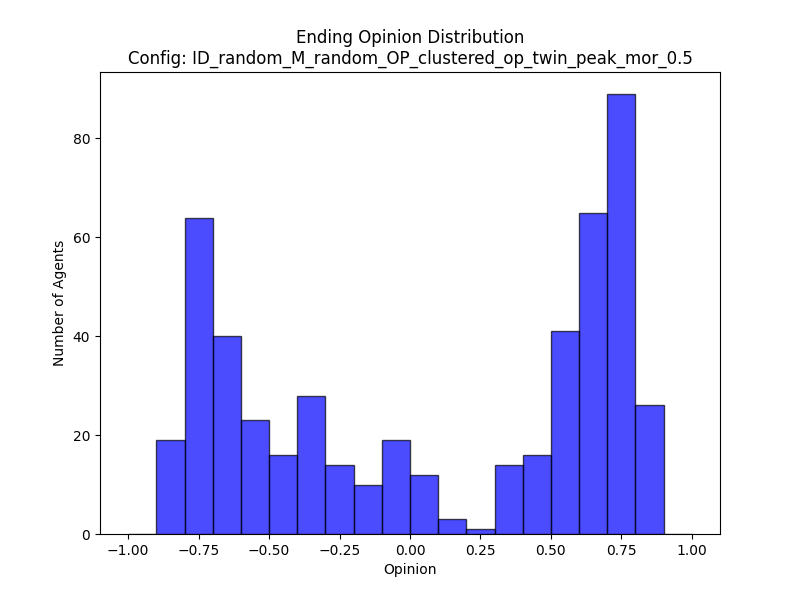 Ending Opinion Distribution
Config: ID_random_M_random_OP_clustered_op_twin_peak_mor_0.5
Number of Agents
80
60
40
20
0
−1.00 −0.75 −0.50 −0.25 0.00 0.25 0.50 0.75 1.00
Opinion